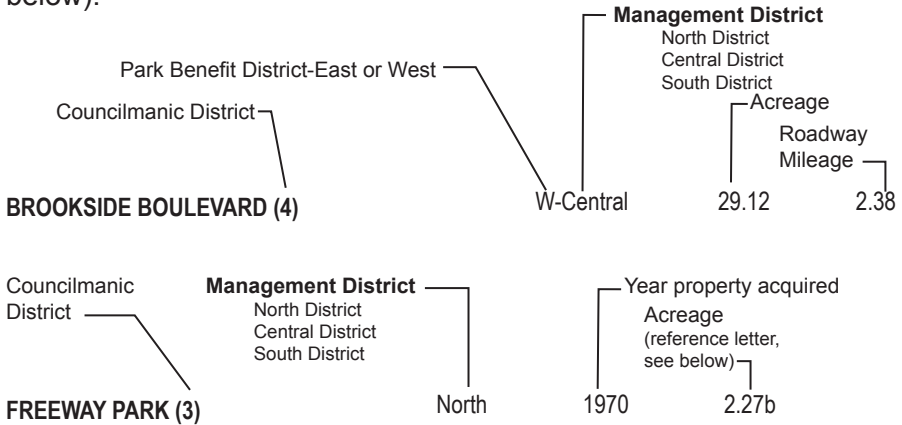 below).
Management District
North District
Central District
South District
Park Benefit District-East or West
Councilmanic District
Acreage
Roadway
Mileage
BROOKSIDE BOULEVARD (4) W-Central 29.12 2.38
Councilmanic
District
Management District
North District
Central District
South District
Year property acquired
Acreage
(reference letter,
see below)
FREEWAY PARK (3) North 1970 2.27b